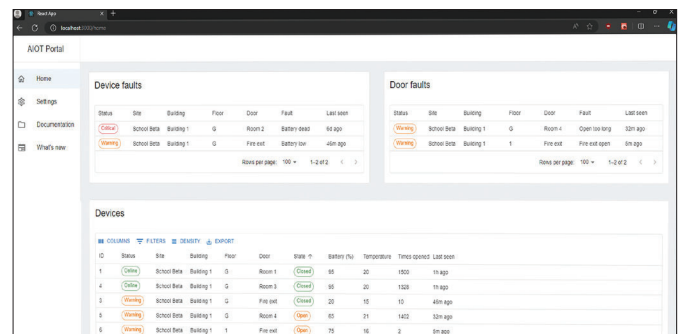 React App
localhost:3000/home
AIOT Portal
Home
Settings
Documentation
What's new
Device faults
Status Site Building Floor Door Fault Last seen
Critical School Beta Building 1 G Room 2 Battery dead 6d ago
Warning School Beta Building 1 G Fire exit Battery low 46m ago
Rows per page: 100 1–2 of 2
Door faults
Status Site Building Floor Door Fault Last seen
Warning School Beta Building 1 G Room 4 Open too long 32m ago
Warning School Beta Building 1 1 Fire exit Fire exit open 5m ago
Rows per page: 100 1–2 of 2
Devices
COLUMNS FILTERS DENSITY EXPORT
ID Status Site Building Floor Door State Battery (%) Temperature Times opened Last seen
1 Online School Beta Building 1 G Room 1 Closed 95 20 1500 1h ago
4 Online School Beta Building 1 G Room 3 Closed 95 20 1328 1h ago
3 Warning School Beta Building 1 G Fire exit Closed 20 15 10 46m ago
5 Warning School Beta Building 1 G Room 4 Open 65 21 1402 32m ago
6 Warning School Beta Building 1 1 Fire exit Open 75 16 2 5m ago